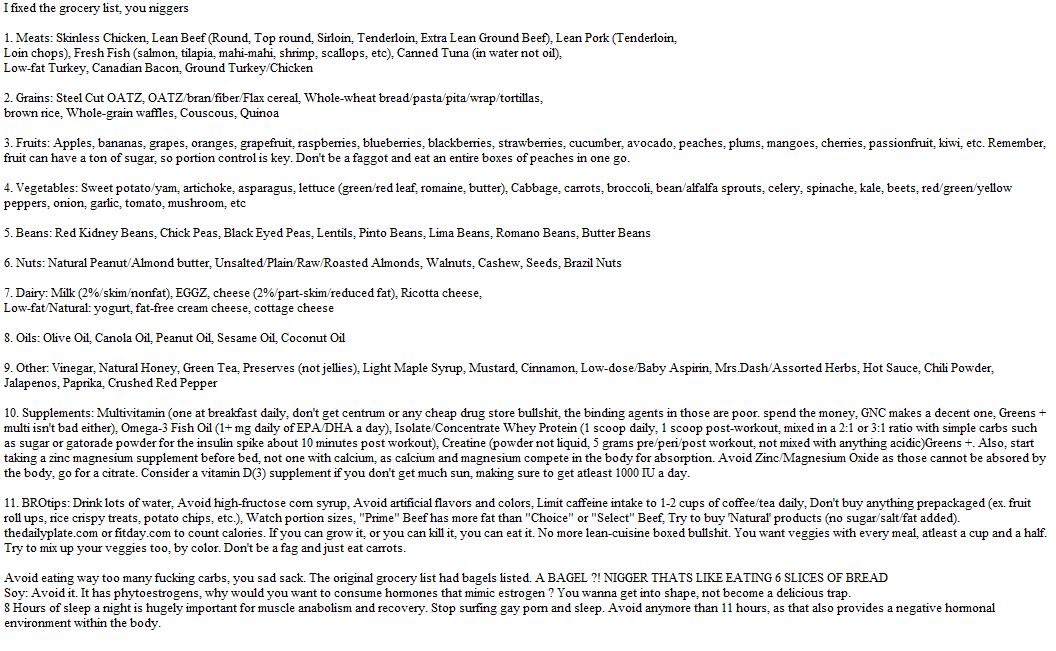 I fixed the grocery list, you niggers
1. Meats: Skinless Chicken, Lean Beef (Round, Top round, Sirloin, Tenderloin, Extra Lean Ground Beef), Lean Pork (Tenderloin,
Loin chops), Fresh Fish (salmon, tilapia, mahi-mahi, shrimp, scallops, etc), Canned Tuna (in water not oil),
Low-fat Turkey, Canadian Bacon, Ground Turkey/Chicken
2. Grains: Steel Cut OATZ, OATZ/bran/fiber/Flax cereal, Whole-wheat bread/pasta/pita/wrap/tortillas,
brown rice, Whole-grain waffles, Couscous, Quinoa
3. Fruits: Apples, bananas, grapes, oranges, grapefruit, raspberries, blueberries, blackberries, strawberries, cucumber, avocado, peaches, plums, mangoes, cherries, passionfruit, kiwi, etc. Remember,
fruit can have a ton of sugar, so portion control is key. Don't be a faggot and eat an entire boxes of peaches in one go.
4. Vegetables: Sweet potato/yam, artichoke, asparagus, lettuce (green/red leaf, romaine, butter), Cabbage, carrots, broccoli, bean/alfalfa sprouts, celery, spinache, kale, beets, red/green/yellow
peppers, onion, garlic, tomato, mushroom, etc
5. Beans: Red Kidney Beans, Chick Peas, Black Eyed Peas, Lentils, Pinto Beans, Lima Beans, Romano Beans, Butter Beans
6. Nuts: Natural Peanut/Almond butter, Unsalted/Plain/Raw/Roasted Almonds, Walnuts, Cashew, Seeds, Brazil Nuts
7. Dairy: Milk (2%/skim/nonfat), EGGZ, cheese (2%/part-skim/reduced fat), Ricotta cheese,
Low-fat/Natural: yogurt, fat-free cream cheese, cottage cheese
8. Oils: Olive Oil, Canola Oil, Peanut Oil, Sesame Oil, Coconut Oil
9. Other: Vinegar, Natural Honey, Green Tea, Preserves (not jellies), Light Maple Syrup, Mustard, Cinnamon, Low-dose/Baby Aspirin, Mrs.Dash/Assorted Herbs, Hot Sauce, Chili Powder,
Jalapenos, Paprika, Crushed Red Pepper
10. Supplements: Multivitamin (one at breakfast daily, don't get centrum or any cheap drug store bullshit, the binding agents in those are poor. spend the money, GNC makes a decent one, Greens +
multi isn't bad either), Omega-3 Fish Oil (1+ mg daily of EPA/DHA a day), Isolate/Concentrate Whey Protein (1 scoop daily, 1 scoop post-workout, mixed in a 2:1 or 3:1 ratio with simple carbs such
as sugar or gatorade powder for the insulin spike about 10 minutes post workout), Creatine (powder not liquid, 5 grams pre/peri/post workout, not mixed with anything acidic)Greens +. Also, start
taking a zinc magnesium supplement before bed, not one with calcium, as calcium and magnesium compete in the body for absorption. Avoid Zinc/Magnesium Oxide as those cannot be absored by
the body, go for a citrate. Consider a vitamin D(3) supplement if you don't get much sun, making sure to get atleast 1000 IU a day.
11. BROtips: Drink lots of water, Avoid high-fructose corn syrup, Avoid artificial flavors and colors, Limit caffeine intake to 1-2 cups of coffee/tea daily, Don't buy anything prepackaged (ex. fruit
roll ups, rice crispy treats, potato chips, etc.), Watch portion sizes, "Prime" Beef has more fat than "Choice" or "Select" Beef, Try to buy 'Natural' products (no sugar/salt/fat added).
thedailyplate.com or fitday.com to count calories. If you can grow it, or you can kill it, you can eat it. No more lean-cuisine boxed bullshit. You want veggies with every meal, atleast a cup and a half.
Try to mix up your veggies too, by color. Don't be a fag and just eat carrots.
Avoid eating way too many fucking carbs, you sad sack. The original grocery list had bagels listed. A BAGEL ?! NIGGER THATS LIKE EATING 6 SLICES OF BREAD
Soy: Avoid it. It has phytoestrogens, why would you want to consume hormones that mimic estrogen ? You wanna get into shape, not become a delicious trap.
8 Hours of sleep a night is hugely important for muscle anabolism and recovery. Stop surfing gay porn and sleep. Avoid anymore than 11 hours, as that also provides a negative hormonal
environment within the body.